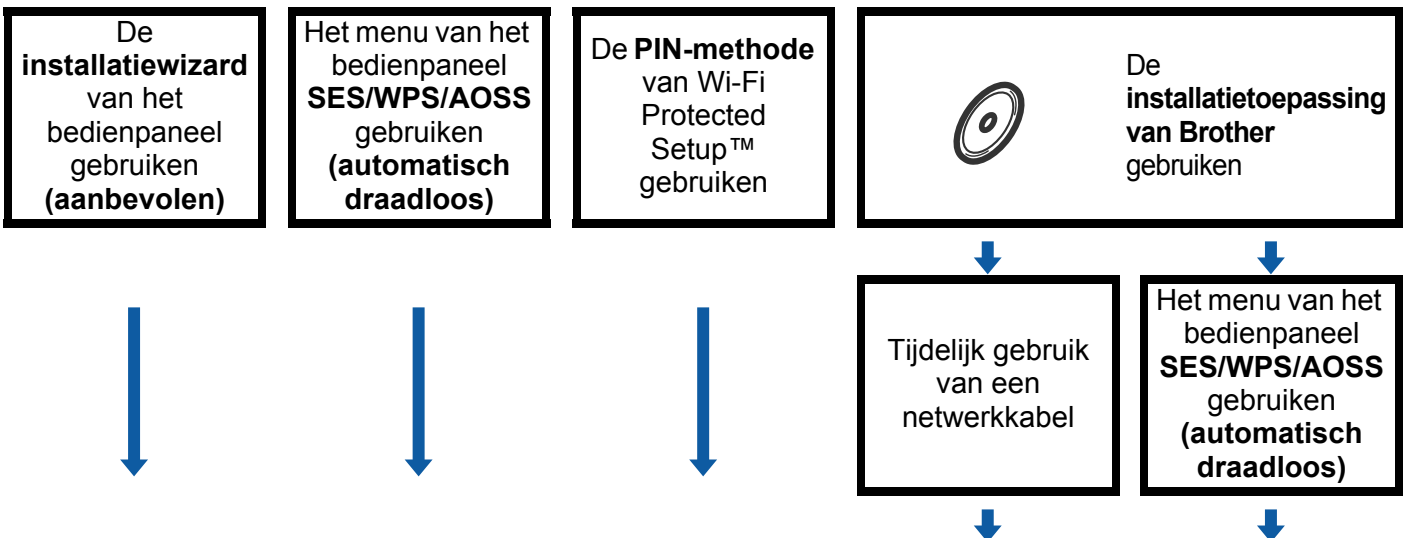 De
installatiewizard
van het
bedienpaneel
gebruiken
(aanbevolen)
Het menu van het
bedienpaneel
SES/WPS/AOSS
gebruiken
(automatisch
draadloos)
De PIN-methode
van Wi-Fi
Protected
Setup™
gebruiken
De
installatietoepassing
van Brother
gebruiken
Tijdelijk gebruik
van een
netwerkkabel
Het menu van het
bedienpaneel
SES/WPS/AOSS
gebruiken
(automatisch
draadloos)